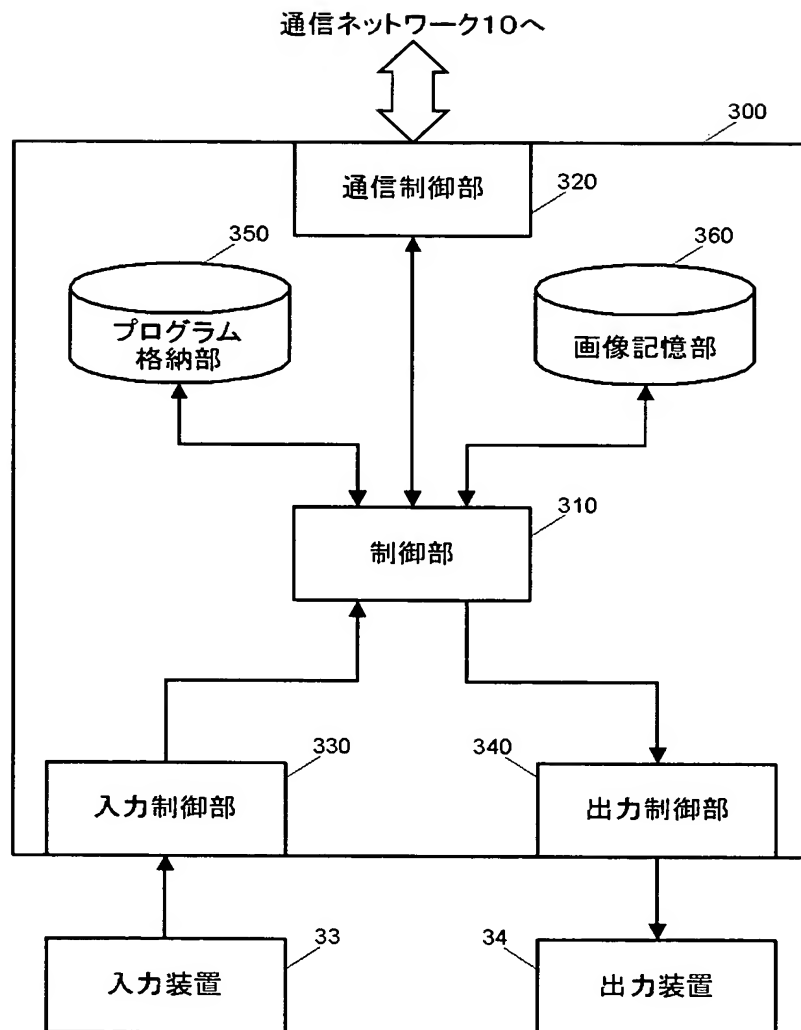 通信ネットワーク10へ
300
通信制御部
320
350
360
プログラム
格納部
画像記憶部
310
制御部
330
340
入力制御部
出力制御部
33
34
入力装置
出力装置